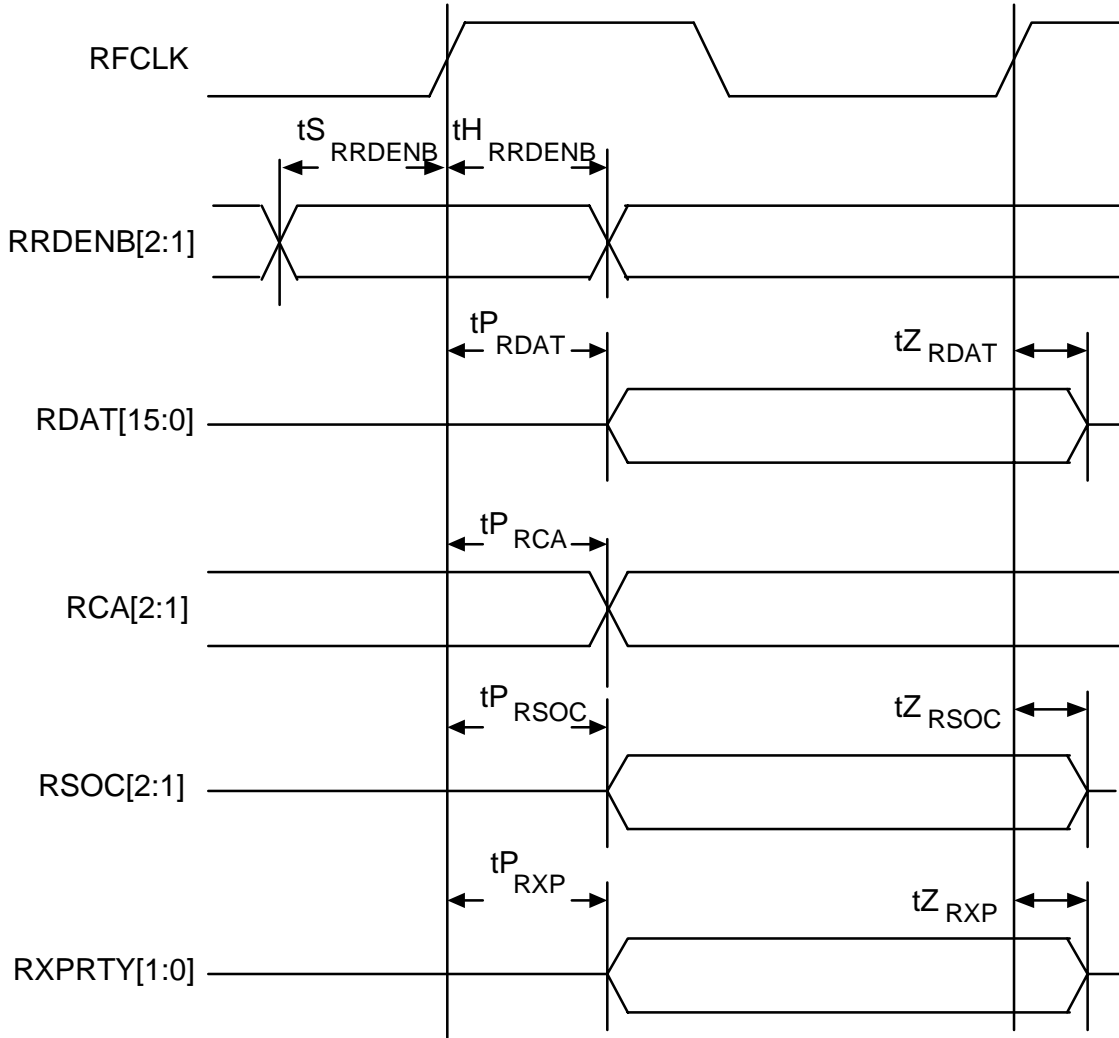 RFCLK
tS RRDENB tH RRDENB
RRDENB[2:1]
tP RDAT tZ RDAT
RDAT[15:0]
tP RCA
RCA[2:1]
tP RSOC tZ RSOC
RSOC[2:1]
tP RXP tZ RXP
RXPRTY[1:0]